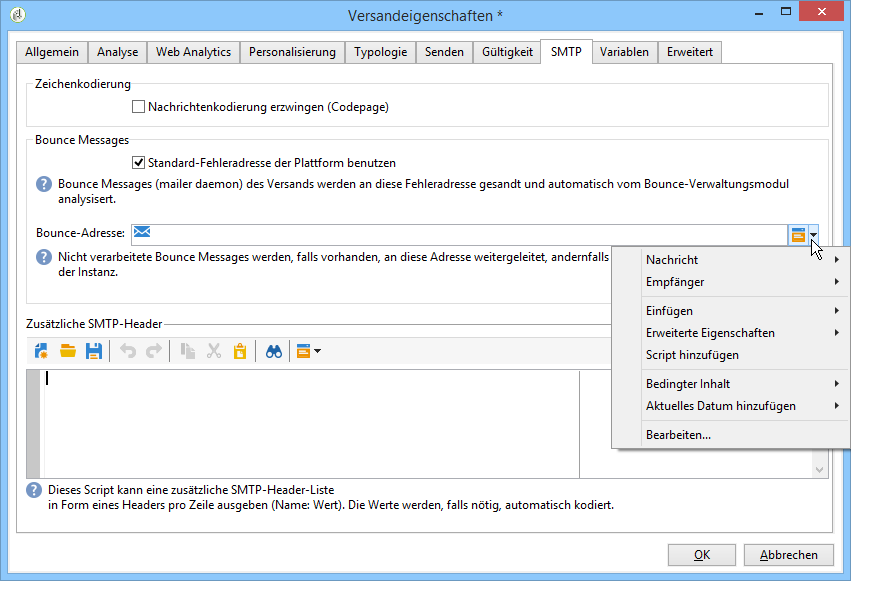 Versandeigenschaften *
Allgemein Analyse Web Analytics Personalisierung Typologie Senden Gültigkeit SMTP Variablen Erweitert
Zeichenkodierung
Nachrichtenkodierung erzwingen (Codepage)
Bounce Messages
Standard-Fehleradresse der Plattform benutzen
Bounce Messages (mailer daemon) des Versands werden an diese Fehleradresse gesandt und automatisch vom Bounce-Verwaltungsmodul
analysisert.
Bounce-Adresse:
Nicht verarbeitete Bounce Messages werden, falls vorhanden, an diese Adresse weitergeleitet, andernfalls
der Instanz.
Nachricht
Empfänger
Einfügen
Erweiterte Eigenschaften
Script hinzufügen
Bedingter Inhalt
Aktuelles Datum hinzufügen
Bearbeiten...
Zusätzliche SMTP-Header
Dieses Script kann eine zusätzliche SMTP-Header-Liste
in Form eines Headers pro Zeile ausgeben (Name: Wert). Die Werte werden, falls nötig, automatisch kodiert.
OK Abbrechen